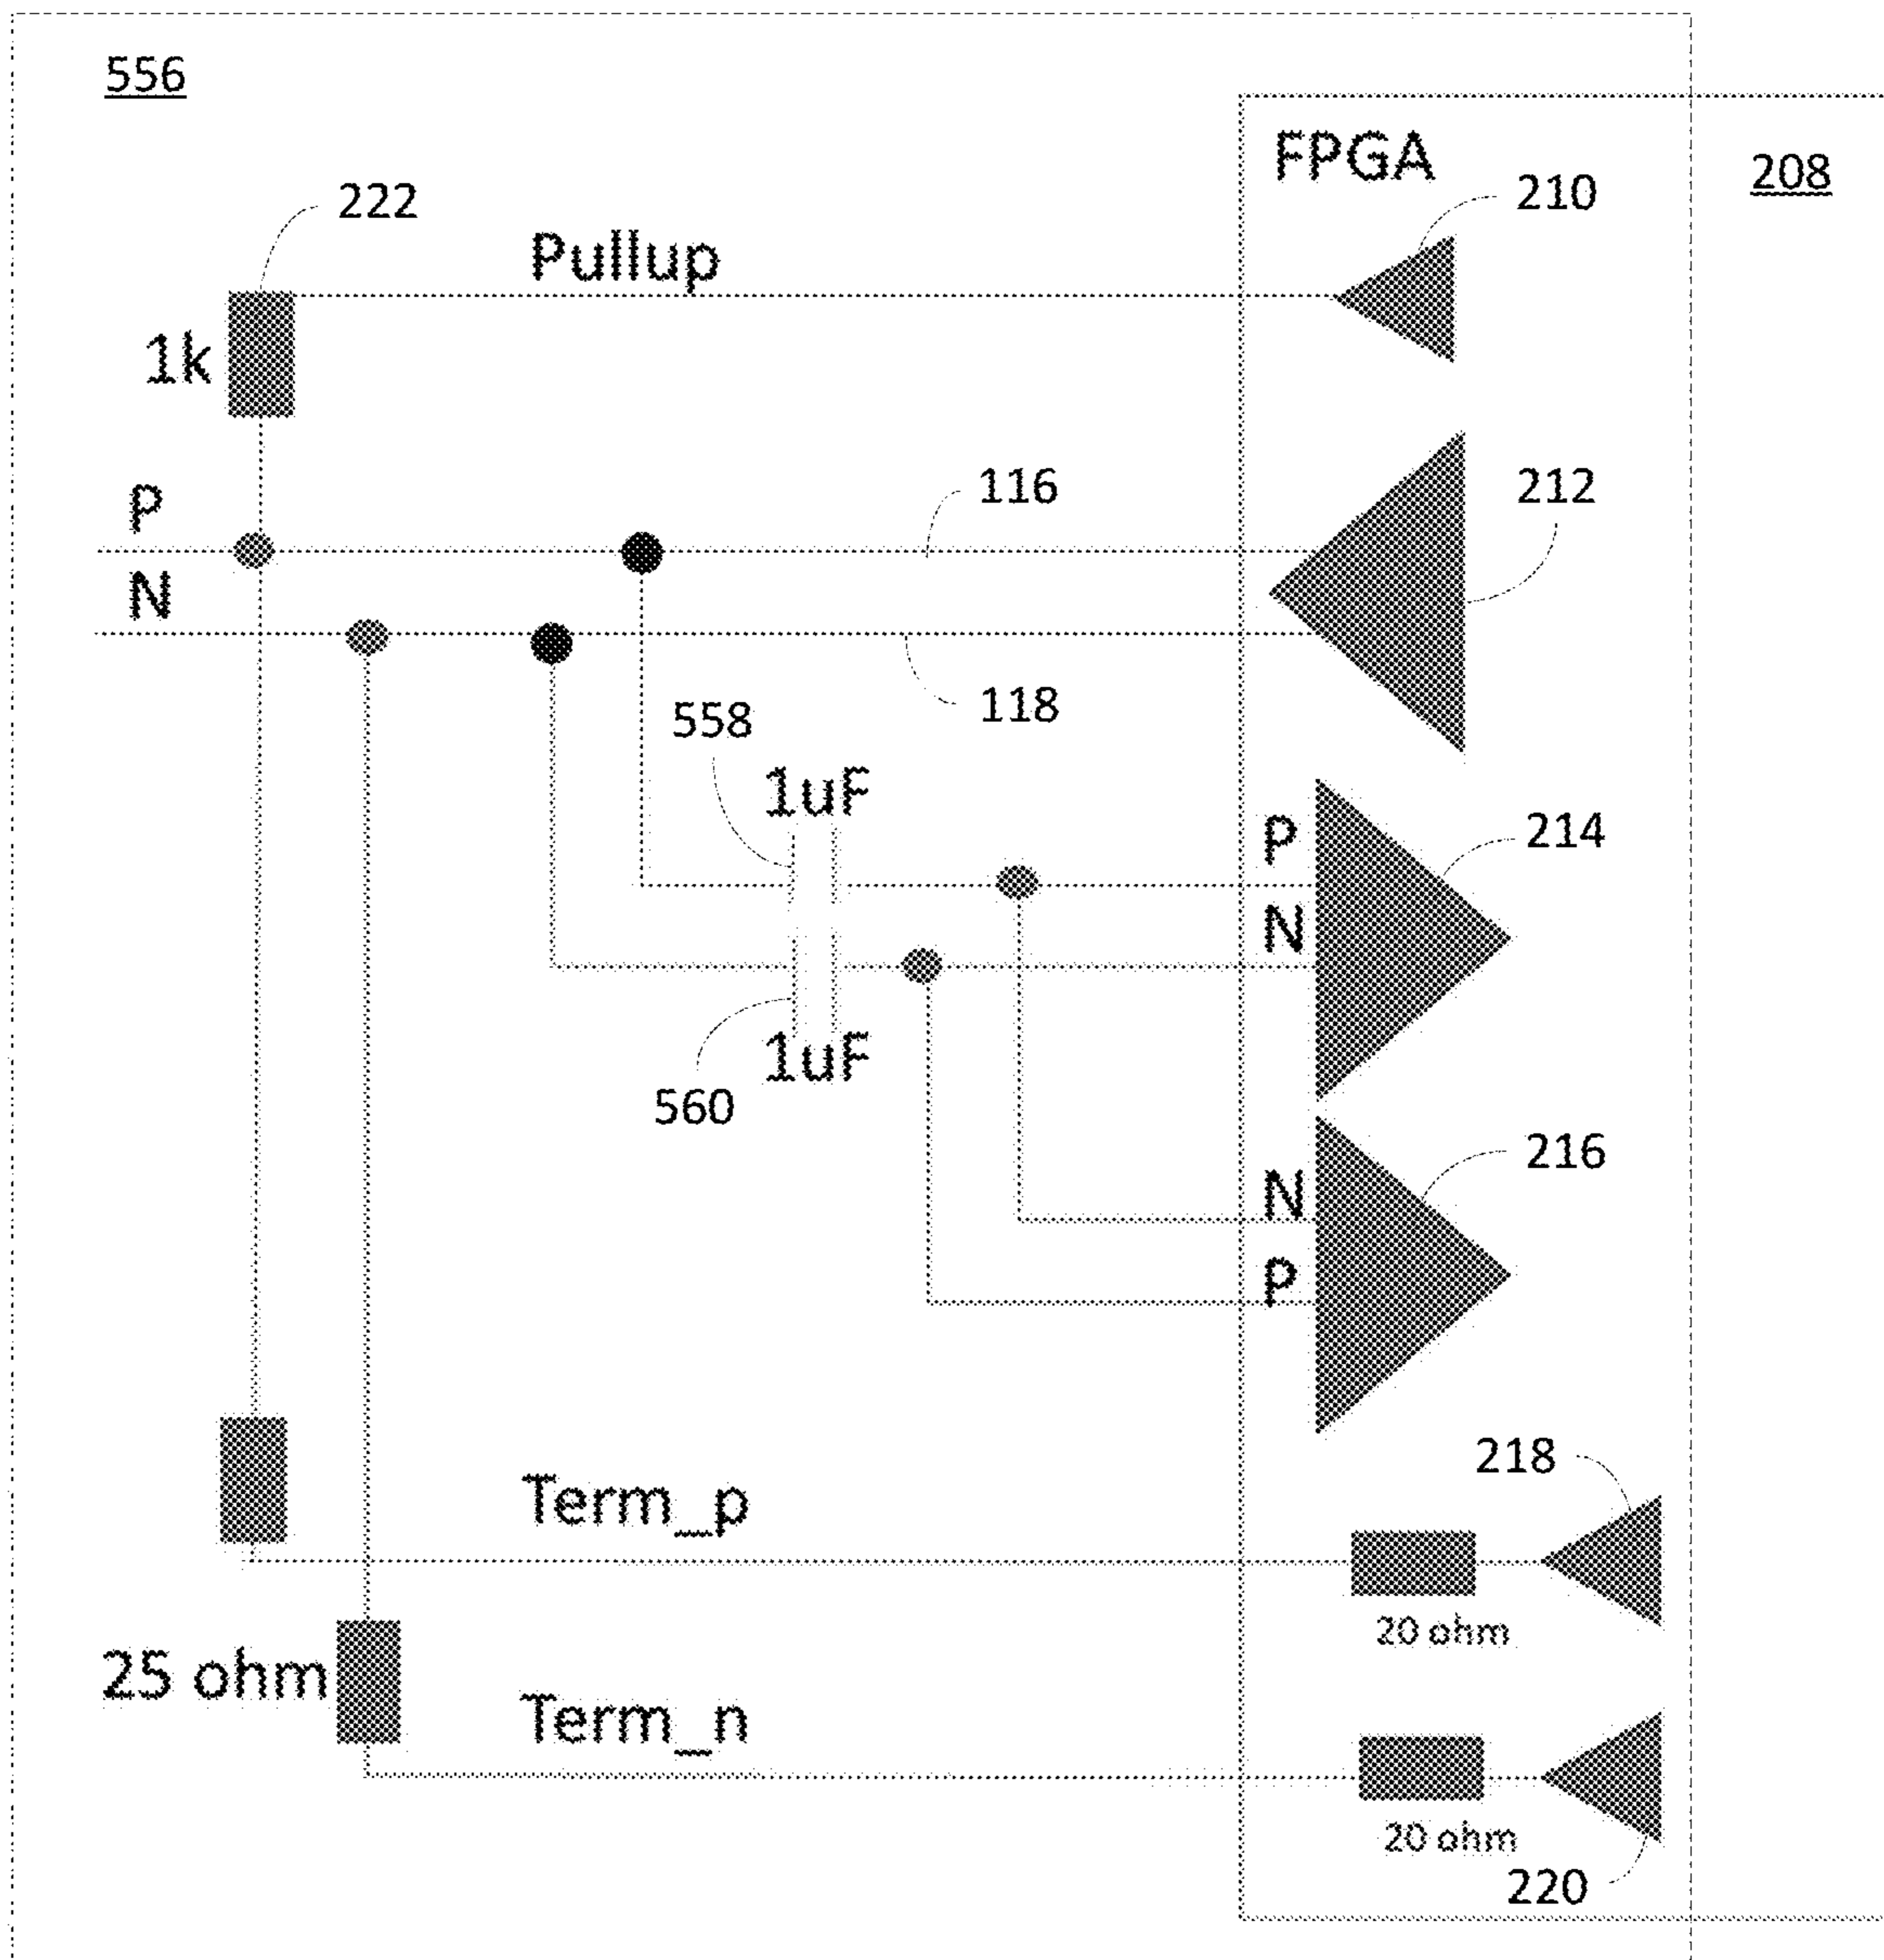 556
FPGA
208
210
222
Pullup
1k
P
116
212
N
118
558
1uF
P
214
N
1uF
560
216
N
P
218
Term_p
20 ohm
25 ohm
Term_n
20 ohm
220